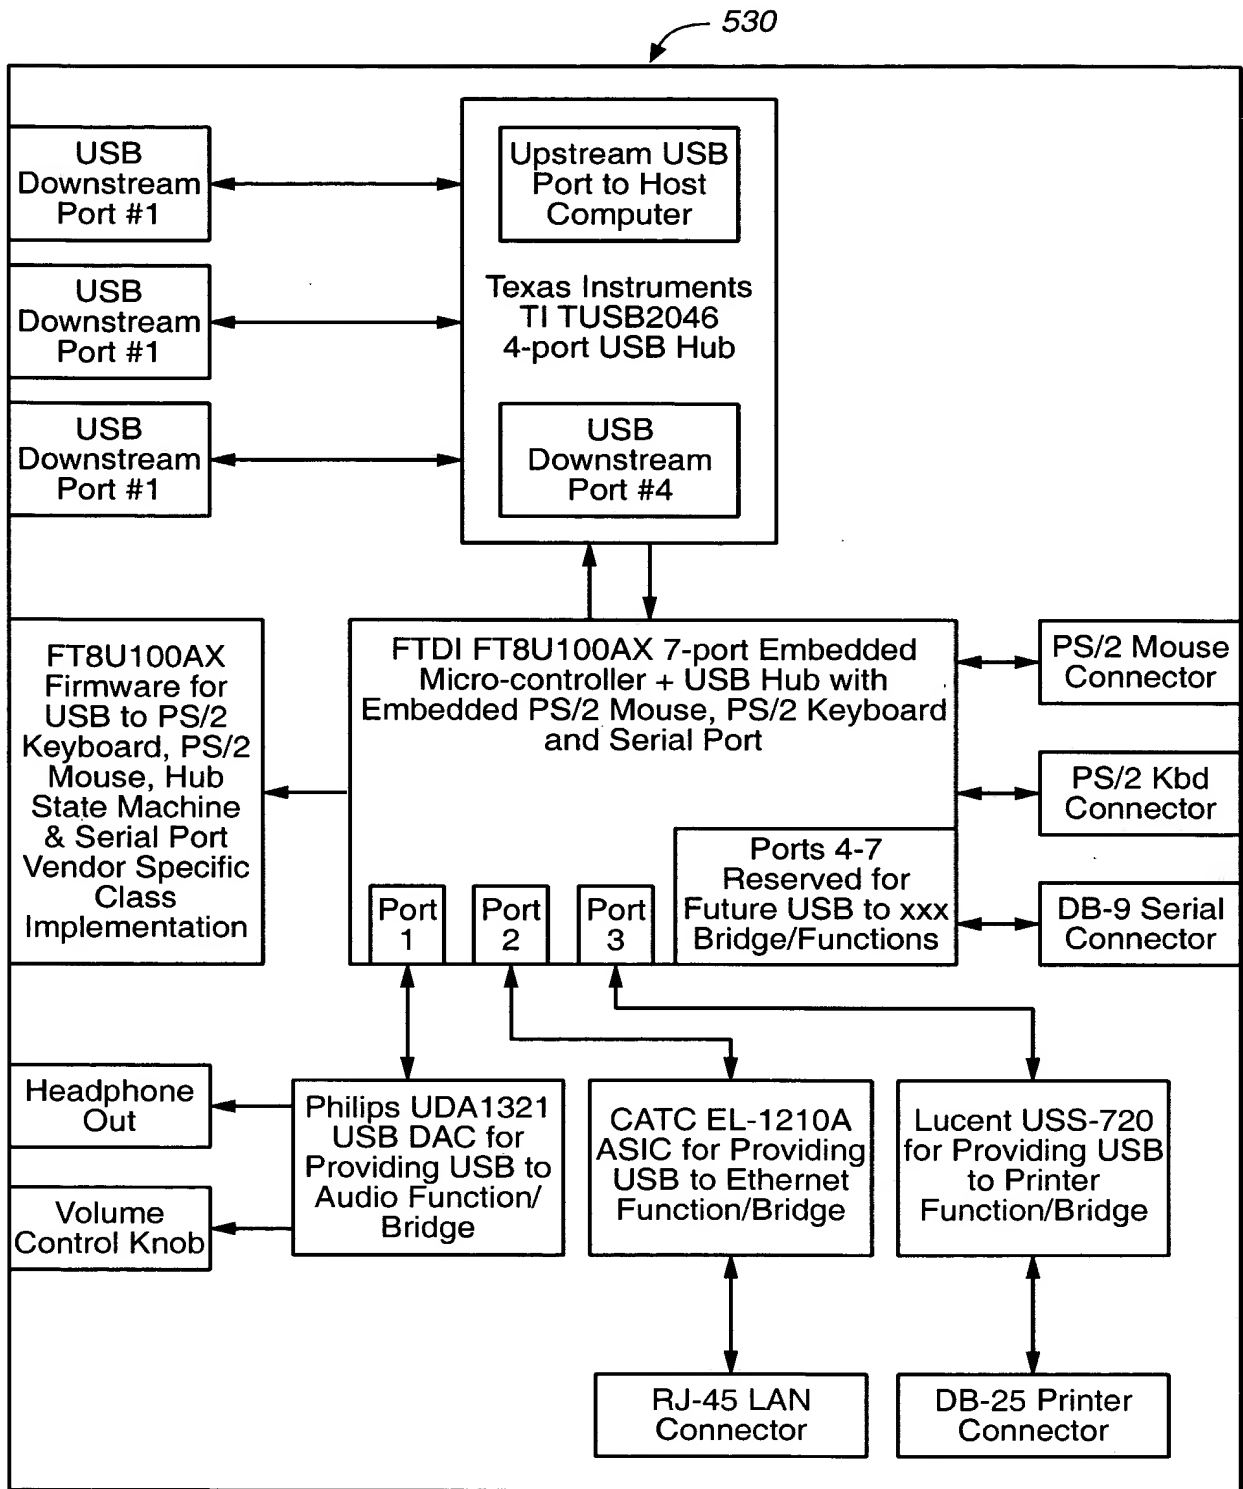 530
USB
Downstream
Port #1
Upstream USB
Port to Host
Computer
USB
Downstream
Port #1
Texas Instruments
TI TUSB2046
4-port USB Hub
USB
Downstream
Port #1
USB
Downstream
Port #4
FT8U100AX
Firmware for
USB to PS/2
Keyboard, PS/2
Mouse, Hub
State Machine
& Serial Port
Vendor Specific
Class
Implementation
FTDI FT8U100AX 7-port Embedded
Micro-controller + USB Hub with
Embedded PS/2 Mouse, PS/2 Keyboard
and Serial Port
PS/2 Mouse
Connector
PS/2 Kbd
Connector
Port
1
Port
2
Port
3
Ports 4-7
Reserved for
Future USB to xxx
Bridge/Functions
DB-9 Serial
Connector
Headphone
Out
Volume
Control Knob
Philips UDA1321
USB DAC for
Providing USB to
Audio Function/
Bridge
CATC EL-1210A
ASIC for Providing
USB to Ethernet
Function/Bridge
Lucent USS-720
for Providing USB
to Printer
Function/Bridge
RJ-45 LAN
Connector
DB-25 Printer
Connector